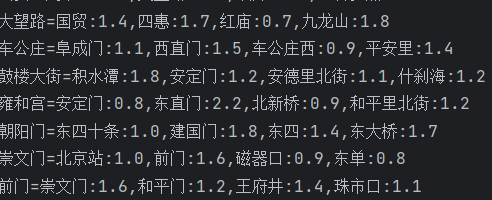 大望路=国贸:1.4,四惠:1.7,红庙:0.7,九龙山:1.8
车公庄=阜成门:1.1,西直门:1.5,车公庄西:0.9,平安里:1.4
鼓楼大街=积水潭:1.8,安定门:1.2,安德里北街:1.1,什刹海:1.2
雍和宫=安定门:0.8,东直门:2.2,北新桥:0.9,和平里北街:1.2
朝阳门=东四十条:1.0,建国门:1.8,东四:1.4,东大桥:1.7
崇文门=北京站:1.0,前门:1.6,磁器口:0.9,东单:0.8
前门=崇文门:1.6,和平门:1.2,王府井:1.4,珠市口:1.1